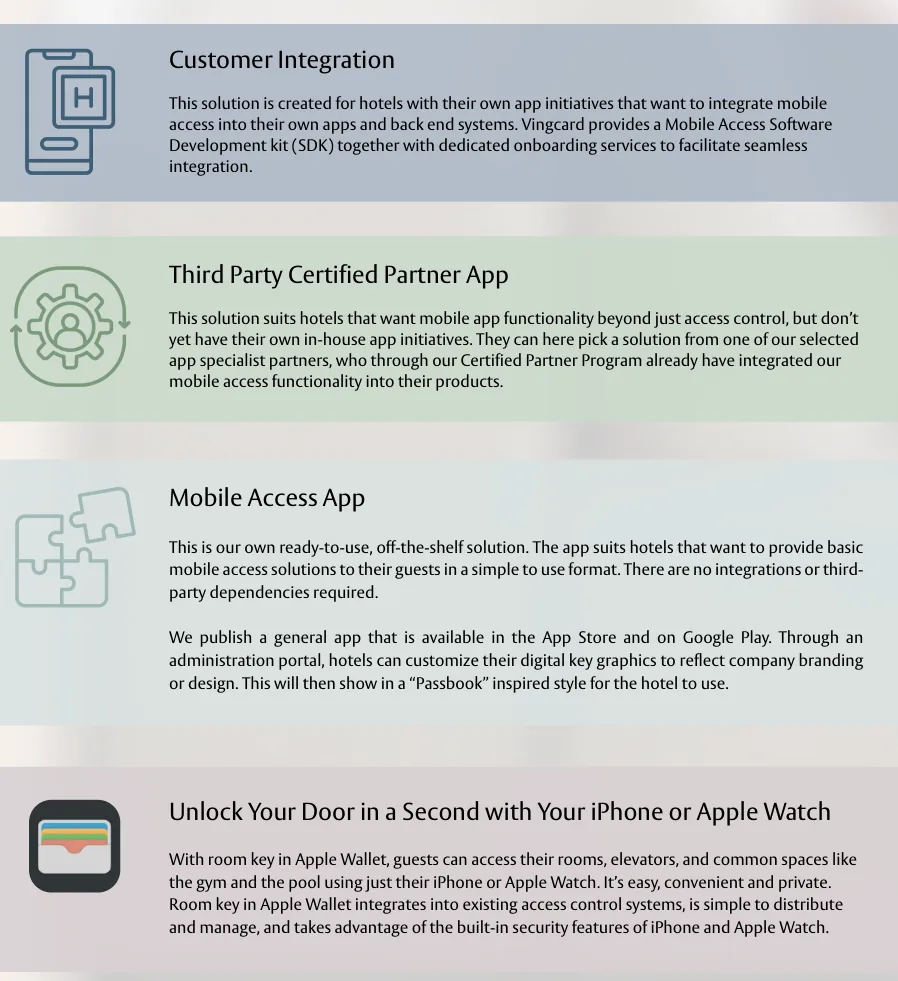 H
Customer Integration
This solution is created for hotels with their own app initiatives that want to integrate mobile
access into their own apps and back end systems. Vingcard provides a Mobile Access Software
Development kit (SDK) together with dedicated onboarding services to facilitate seamless
integration.
Third Party Certified Partner App
This solution suits hotels that want mobile app functionality beyond just access control, but don’t
yet have their own in-house app initiatives. They can here pick a solution from one of our selected
app specialist partners, who through our Certified Partner Program already have integrated our
mobile access functionality into their products.
Mobile Access App
This is our own ready-to-use, off-the-shelf solution. The app suits hotels that want to provide basic
mobile access solutions to their guests in a simple to use format. There are no integrations or third-
party dependencies required.
We publish a general app that is available in the App Store and on Google Play. Through an
administration portal, hotels can customize their digital key graphics to reflect company branding
or design. This will then show in a “Passbook” inspired style for the hotel to use.
Unlock Your Door in a Second with Your iPhone or Apple Watch
With room key in Apple Wallet, guests can access their rooms, elevators, and common spaces like
the gym and the pool using just their iPhone or Apple Watch. It’s easy, convenient and private.
Room key in Apple Wallet integrates into existing access control systems, is simple to distribute
and manage, and takes advantage of the built-in security features of iPhone and Apple Watch.